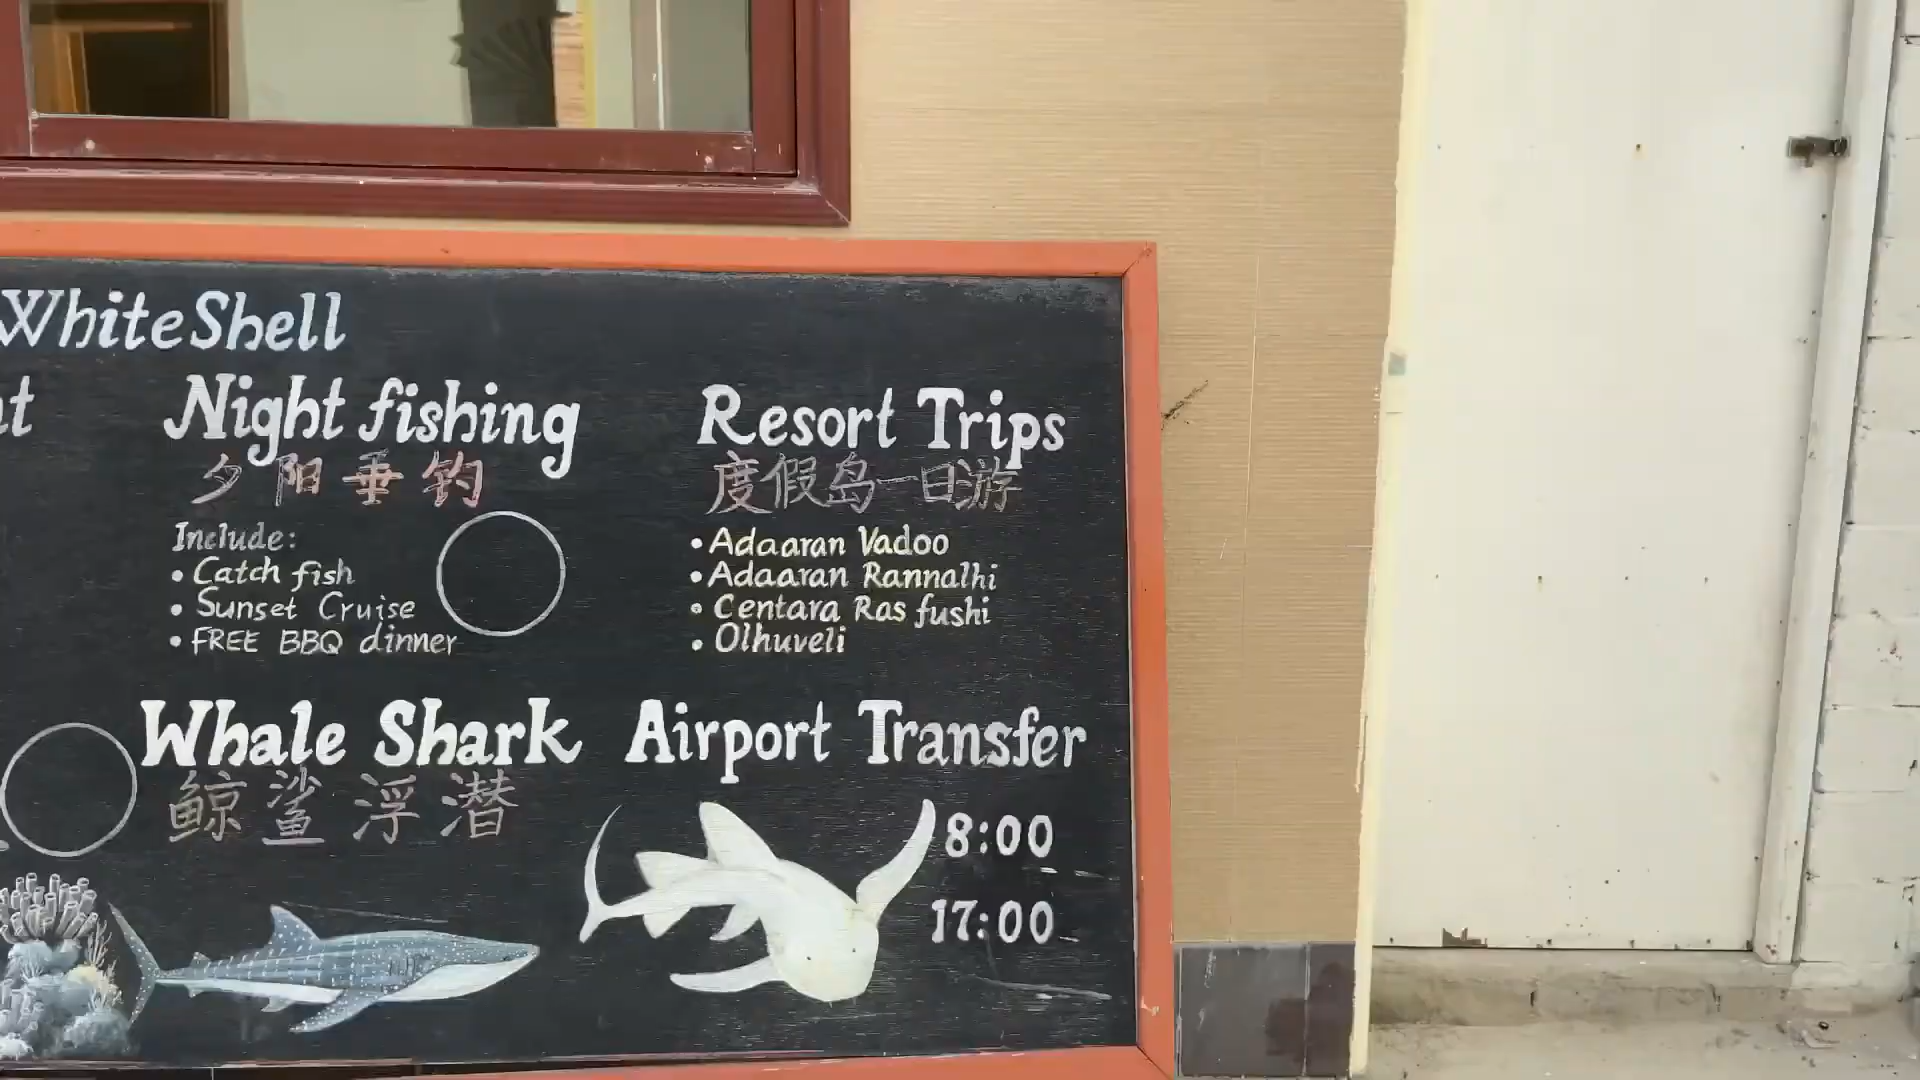 WhiteShell
Night fishing
夕阳垂钓
Include:
• Catch fish
• Sunset Cruise
• FREE BBQ dinner
Resort Trips
度假岛一日游
• Adaaran Vadoo
• Adaaran Rannalhi
• Centara Ras fushi
• Olhuveli
Whale Shark
鲸鲨浮潜
Airport Transfer
8:00
17:00